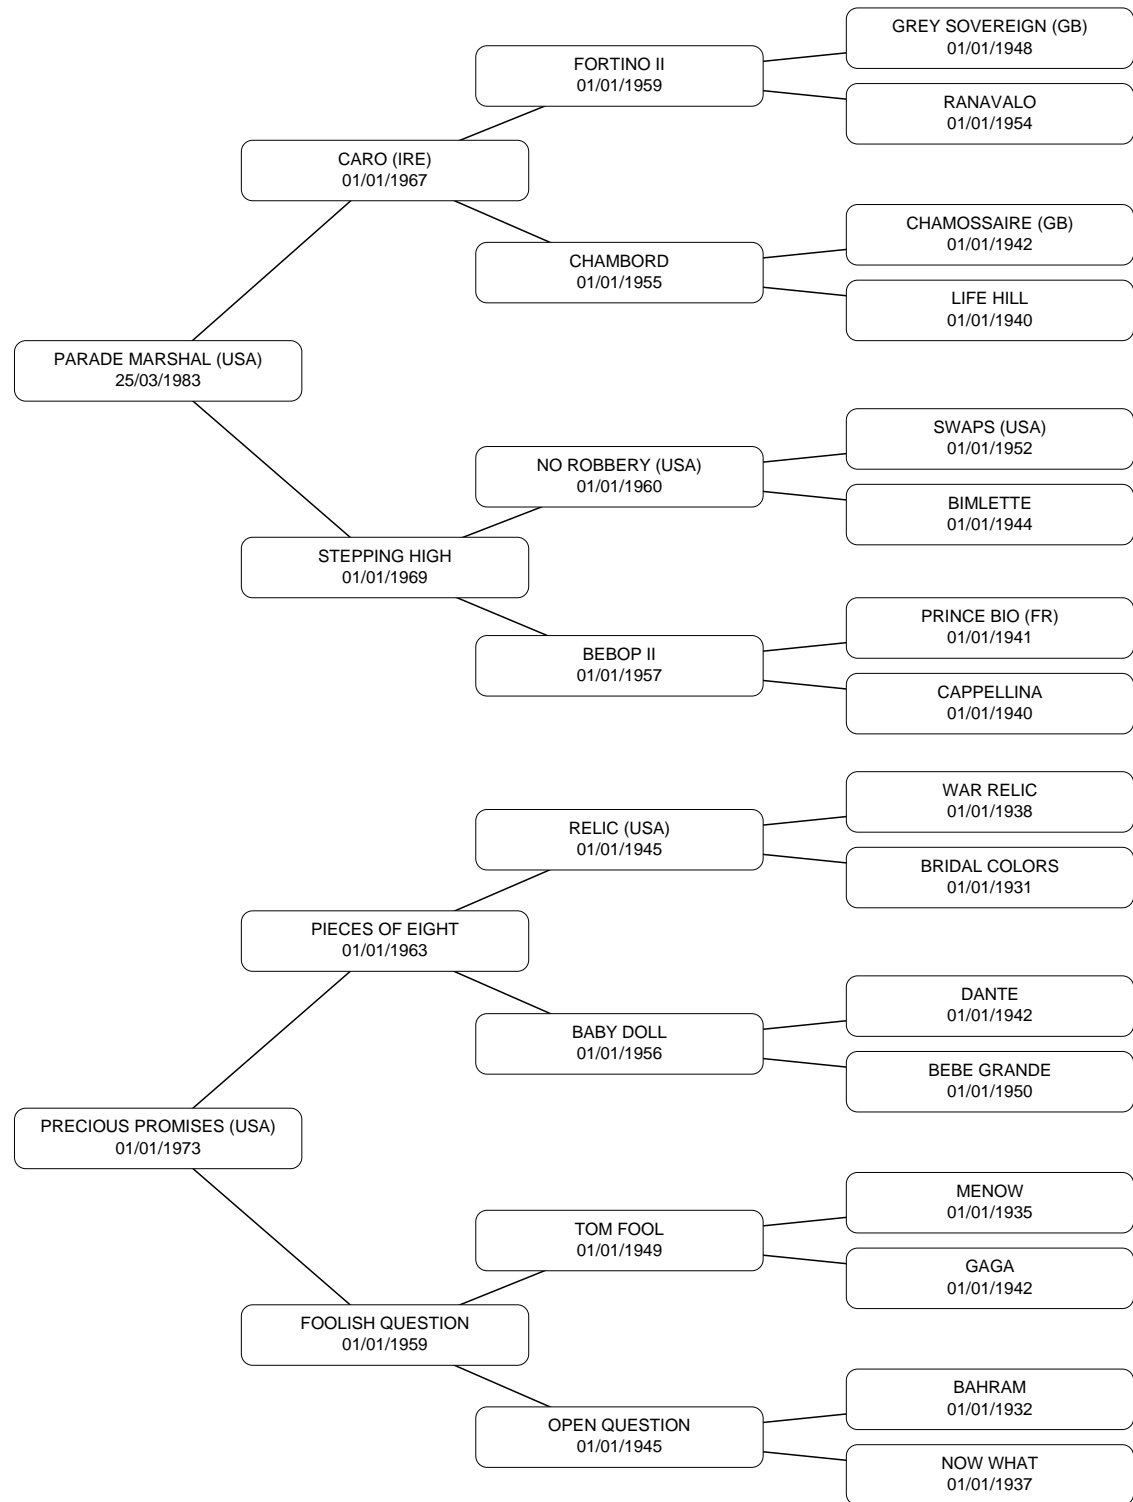 GREY SOVEREIGN (GB)
01/01/1948
FORTINO II
01/01/1959
RANAVALO
01/01/1954
CARO (IRE)
01/01/1967
CHAMOSSAIRE (GB)
01/01/1942
CHAMBORD
01/01/1955
LIFE HILL
01/01/1940
PARADE MARSHAL (USA)
25/03/1983
SWAPS (USA)
01/01/1952
NO ROBBERY (USA)
01/01/1960
BIMLETTE
01/01/1944
STEPPING HIGH
01/01/1969
PRINCE BIO (FR)
01/01/1941
BEBOP II
01/01/1957
CAPPELLINA
01/01/1940
WAR RELIC
01/01/1938
RELIC (USA)
01/01/1945
BRIDAL COLORS
01/01/1931
PIECES OF EIGHT
01/01/1963
DANTE
01/01/1942
BABY DOLL
01/01/1956
BEBE GRANDE
01/01/1950
PRECIOUS PROMISES (USA)
01/01/1973
MENOW
01/01/1935
TOM FOOL
01/01/1949
GAGA
01/01/1942
FOOLISH QUESTION
01/01/1959
BAHRAM
01/01/1932
OPEN QUESTION
01/01/1945
NOW WHAT
01/01/1937